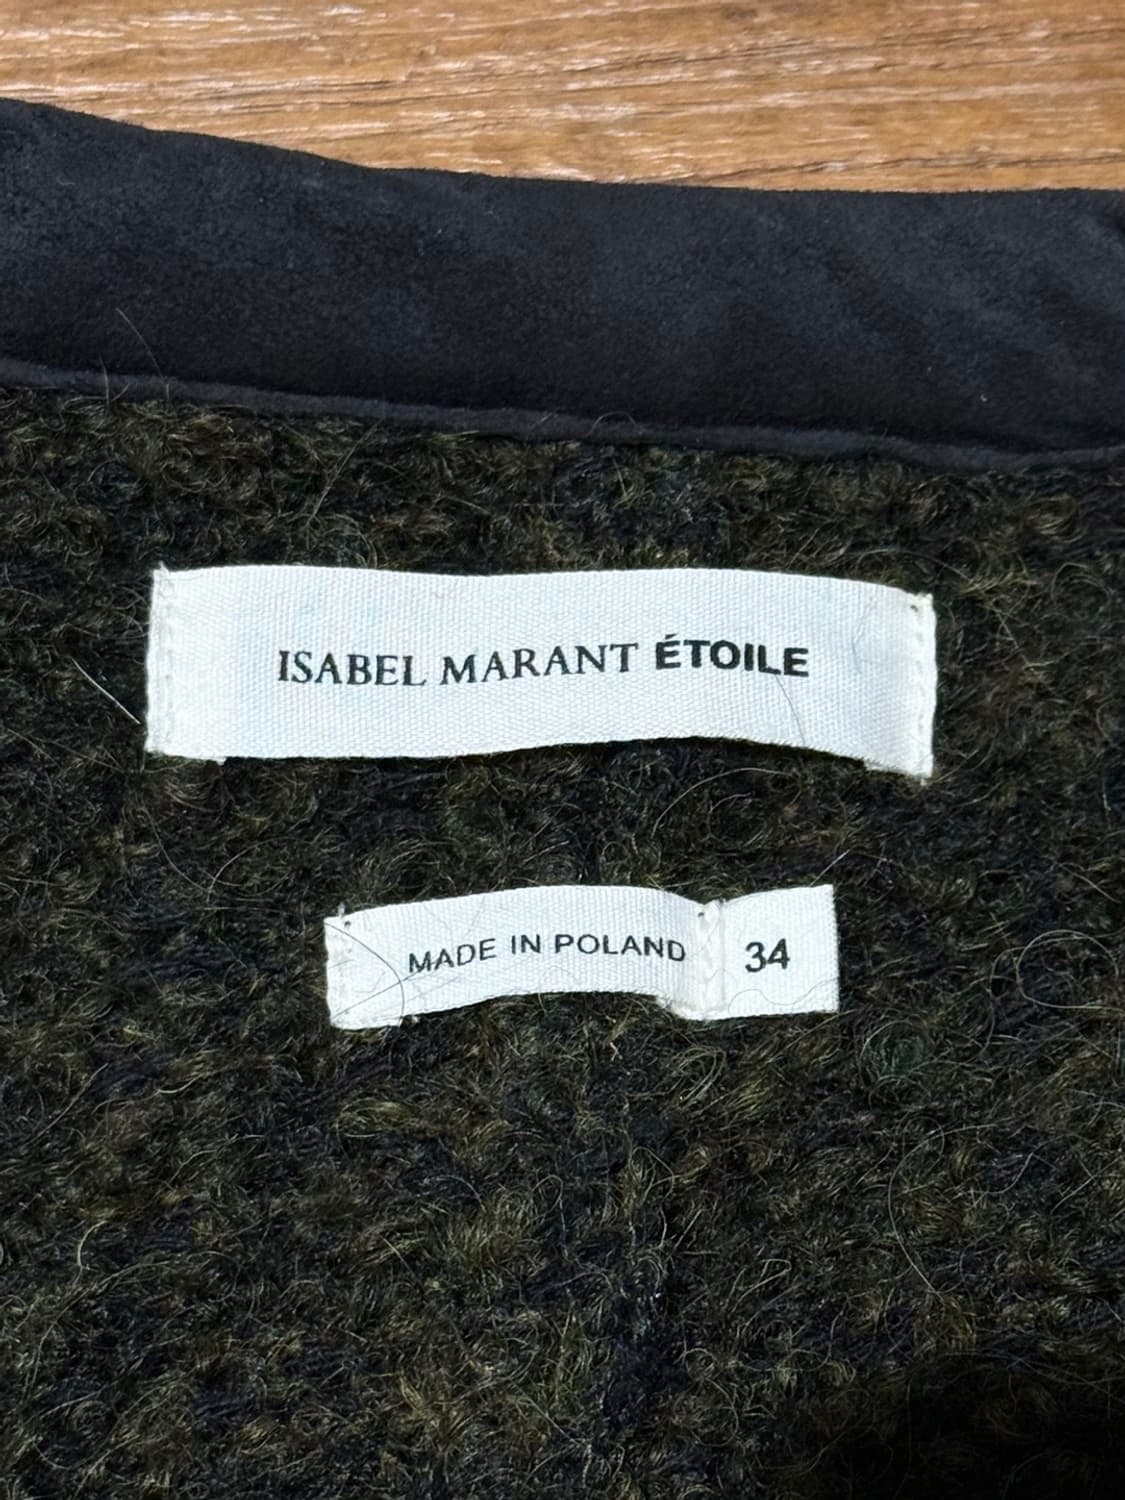 ISABEL MARANT ÉTOILE
MADE IN POLAND 34